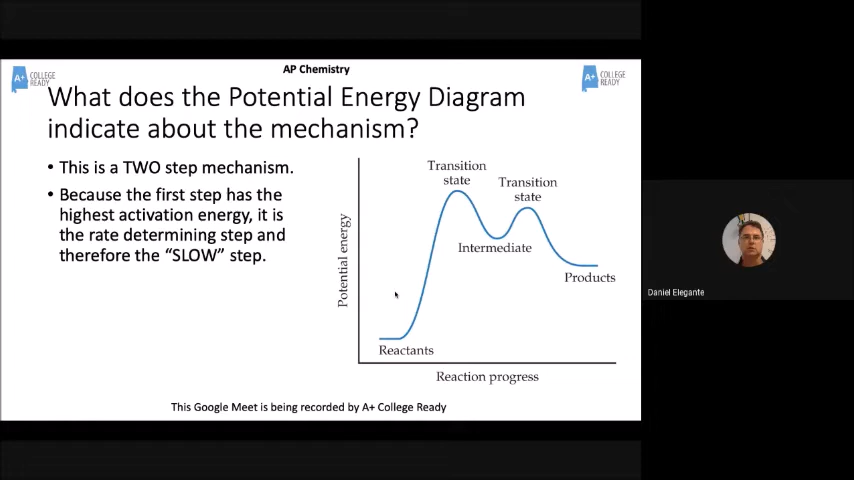 AP Chemistry
A+ COLLEGE READY
A+ COLLEGE READY
What does the Potential Energy Diagram
indicate about the mechanism?
• This is a TWO step mechanism.
• Because the first step has the
highest activation energy, it is
the rate determining step and
therefore the “SLOW” step.
Transition
state
Transition
state
Intermediate
Products
Potential energy
Reactants
Reaction progress
This Google Meet is being recorded by A+ College Ready
Daniel Elegante